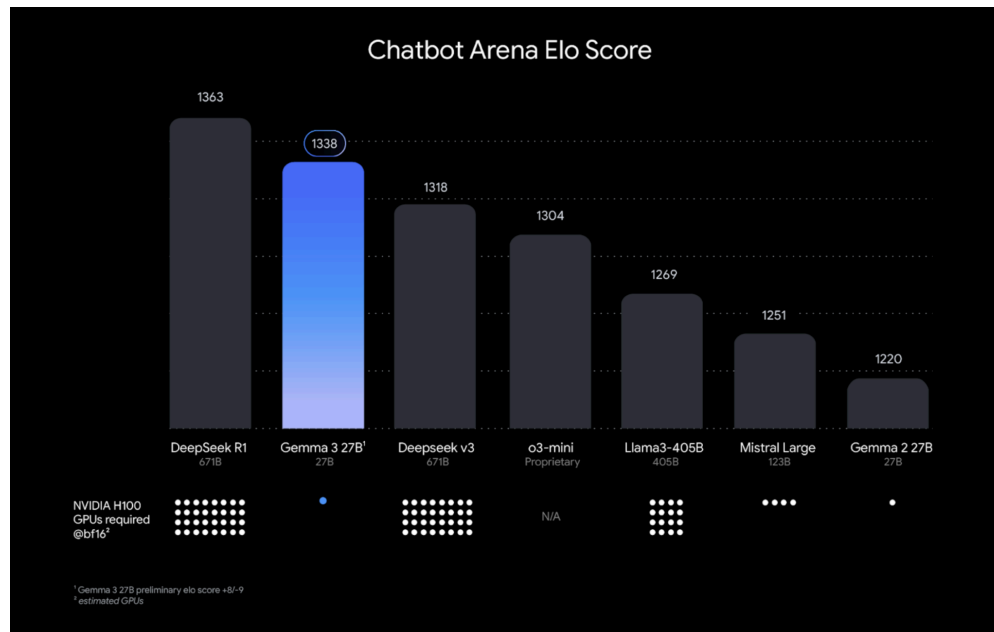 Chatbot Arena Elo Score
1363
1338
1318
1304
1269
1251
1220
DeepSeek R1
671B
Gemma 3 27B¹
27B
Deepseek v3
671B
o3-mini
Proprietary
Llama3-405B
405B
Mistral Large
123B
Gemma 2 27B
27B
NVIDIA H100
GPUs required
@bf16²
N/A
¹ Gemma 3 27B preliminary elo score +8/-9
² estimated GPUs